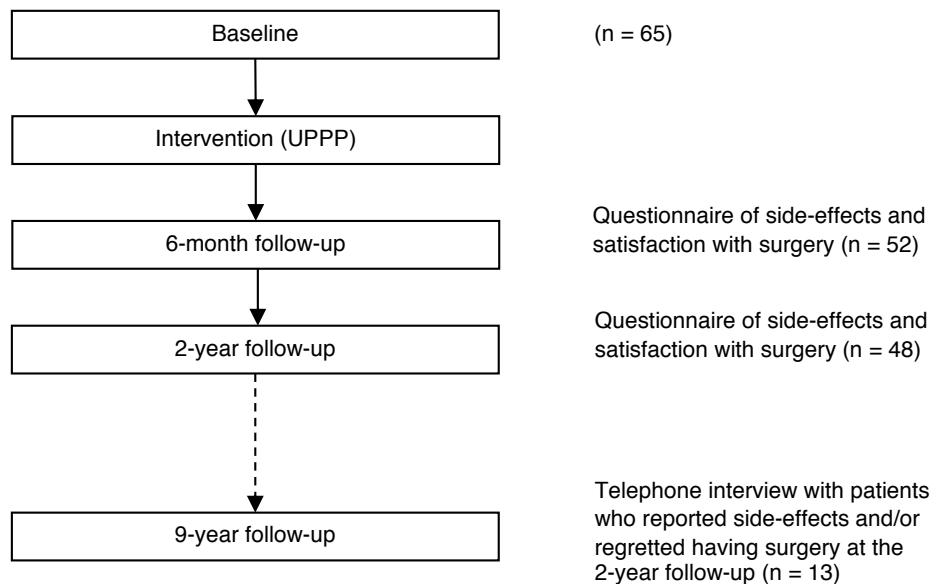 Baseline
(n = 65)
Intervention (UPPP)
6-month follow-up
Questionnaire of side-effects and
satisfaction with surgery (n = 52)
2-year follow-up
Questionnaire of side-effects and
satisfaction with surgery (n = 48)
9-year follow-up
Telephone interview with patients
who reported side-effects and/or
regretted having surgery at the
2-year follow-up (n = 13)